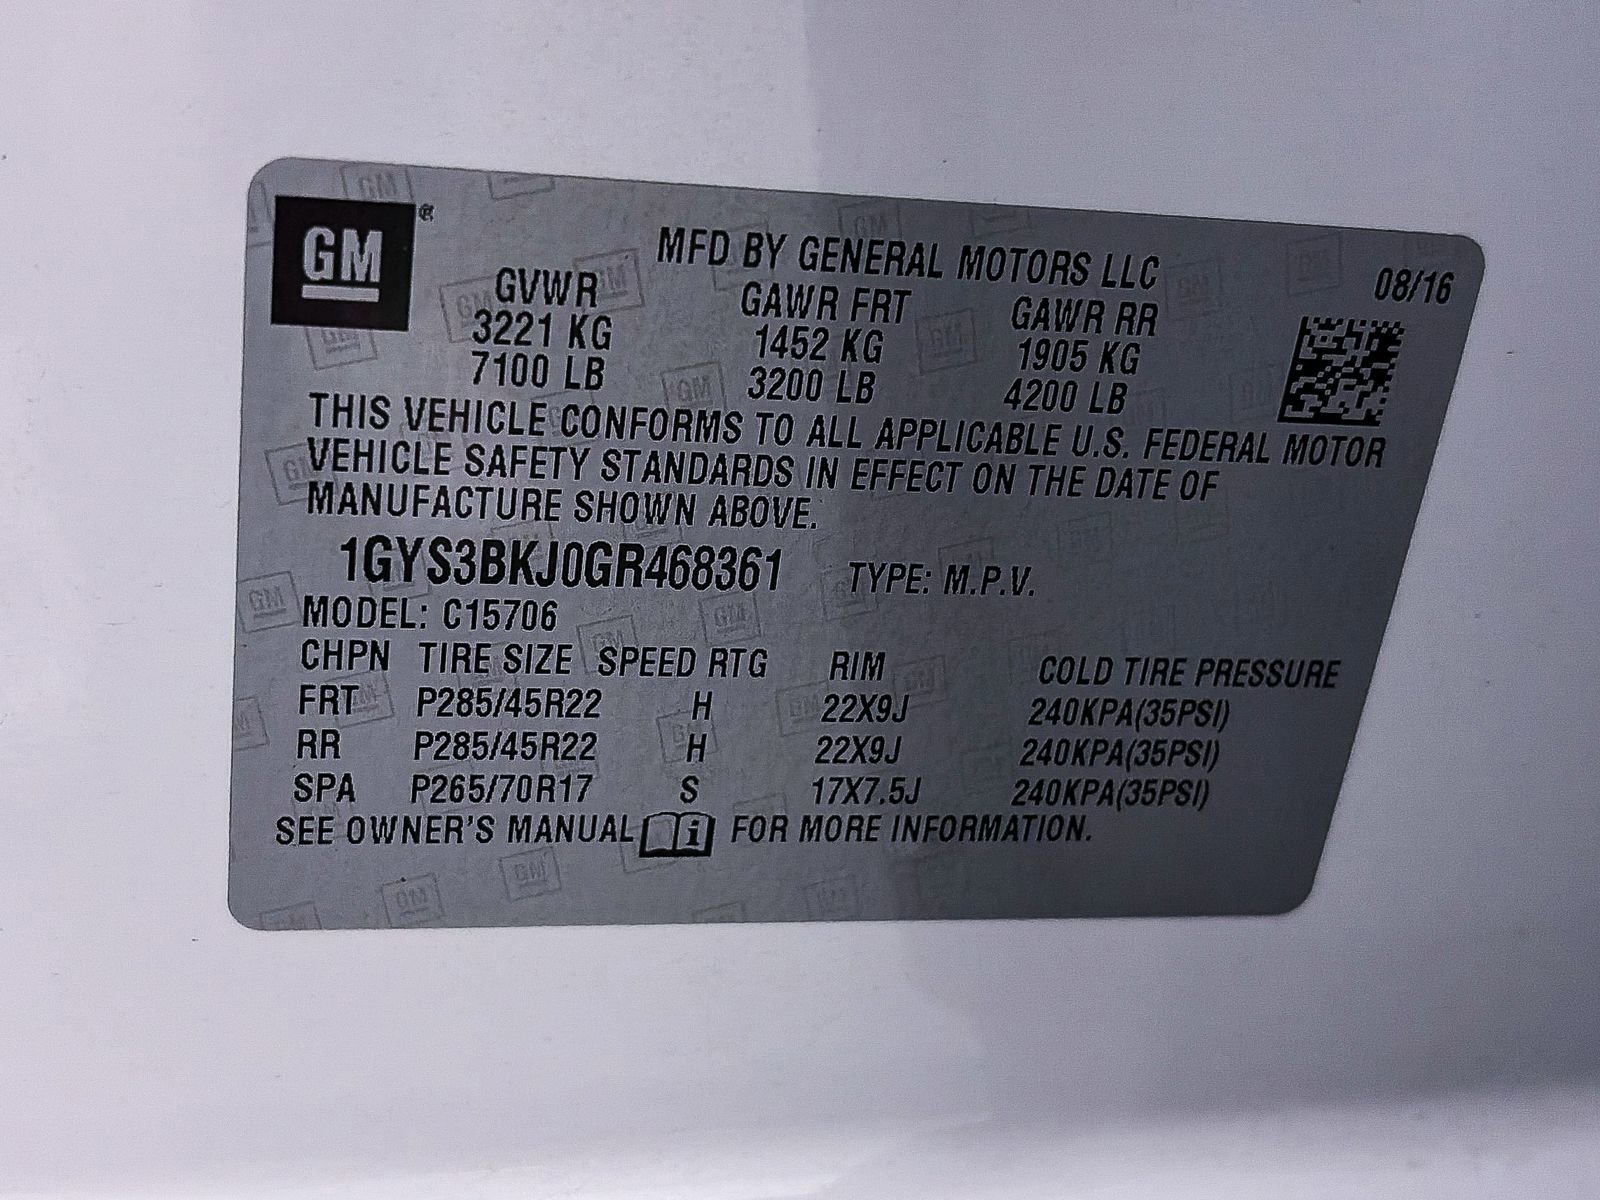 GM®
MFD BY GENERAL MOTORS LLC 08/16
GVWR GAWR FRT GAWR RR
3221 KG 1452 KG 1905 KG
7100 LB 3200 LB 4200 LB
THIS VEHICLE CONFORMS TO ALL APPLICABLE U.S. FEDERAL MOTOR
VEHICLE SAFETY STANDARDS IN EFFECT ON THE DATE OF
MANUFACTURE SHOWN ABOVE.
1GYS3BKJ0GR468361 TYPE: M.P.V.
MODEL: C15706
CHPN TIRE SIZE SPEED RTG RIM COLD TIRE PRESSURE
FRT P285/45R22 H 22X9J 240KPA(35PSI)
RR P285/45R22 H 22X9J 240KPA(35PSI)
SPA P265/70R17 S 17X7.5J 240KPA(35PSI)
SEE OWNER'S MANUAL i FOR MORE INFORMATION.